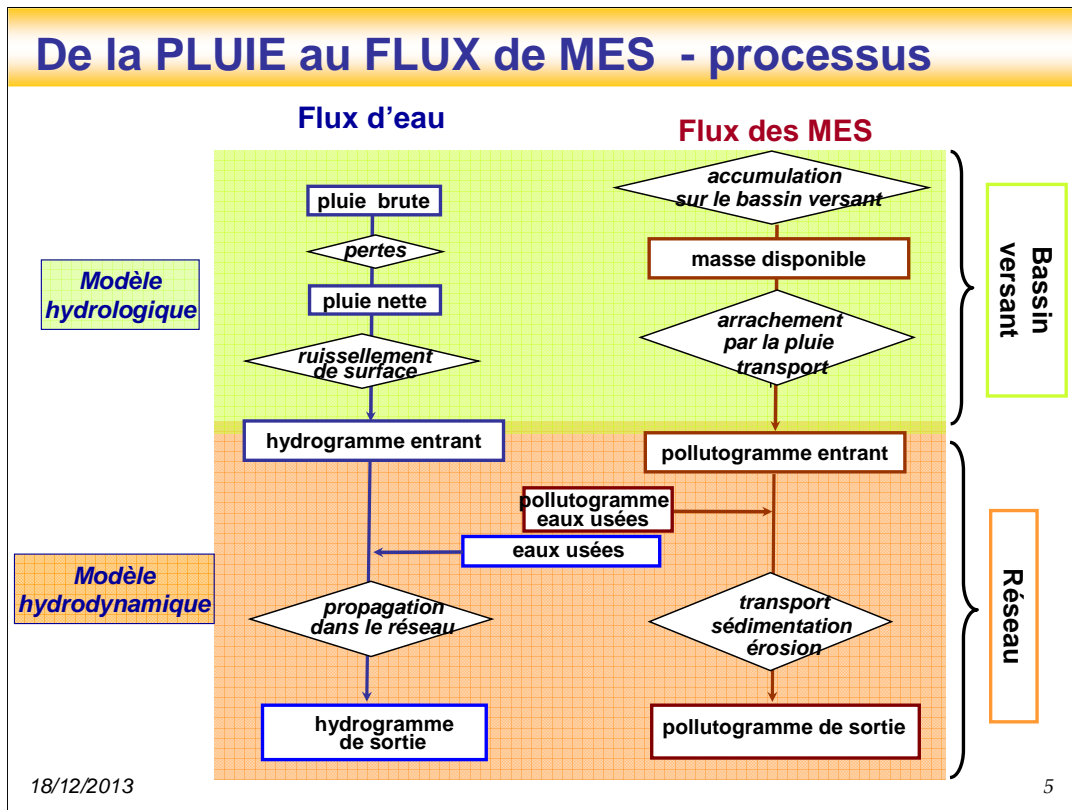 De la PLUIE au FLUX de MES - processus
Flux d'eau
Flux des MES
pluie brute
pertes
pluie nette
ruissellement
de surface
hydrogramme entrant
accumulation
sur le bassin versant
masse disponible
arrachement
par la pluie
transport
pollutogramme entrant
Modèle
hydrologique
Bassin
versant
pollutogramme
eaux usées
eaux usées
Modèle
hydrodynamique
propagation
dans le réseau
transport
sédimentation
érosion
hydrogramme
de sortie
pollutogramme de sortie
Réseau
18/12/2013
5